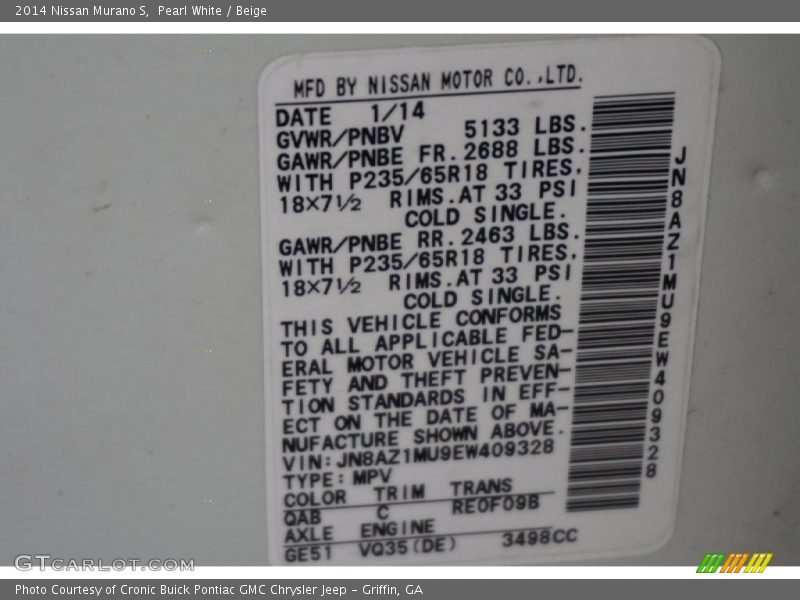 2014 Nissan Murano S,  Pearl White / Beige
MFD BY NISSAN MOTOR CO.,LTD.
DATE 1/14
GVWR/PNBV 5133 LBS.
GAWR/PNBE FR. 2688 LBS.
WITH P235/65R18 TIRES,
18×7½ RIMS.AT 33 PSI
COLD SINGLE.
GAWR/PNBE RR. 2463 LBS.
WITH P235/65R18 TIRES,
18×7½ RIMS.AT 33 PSI
COLD SINGLE.
THIS VEHICLE CONFORMS
TO ALL APPLICABLE FED-
ERAL MOTOR VEHICLE SA-
FETY AND THEFT PREVEN-
TION STANDARDS IN EFF-
ECT ON THE DATE OF MA-
NUFACTURE SHOWN ABOVE.
VIN:JN8AZ1MU9EW409328
TYPE:MPV
COLOR TRIM TRANS
QAB C RE0F09B
AXLE ENGINE
GE51 VQ35(DE) 3498CC
JN8AZ1MU9EW409328
GTCARLOT.COM
Photo Courtesy of Cronic Buick Pontiac GMC Chrysler Jeep - Griffin, GA